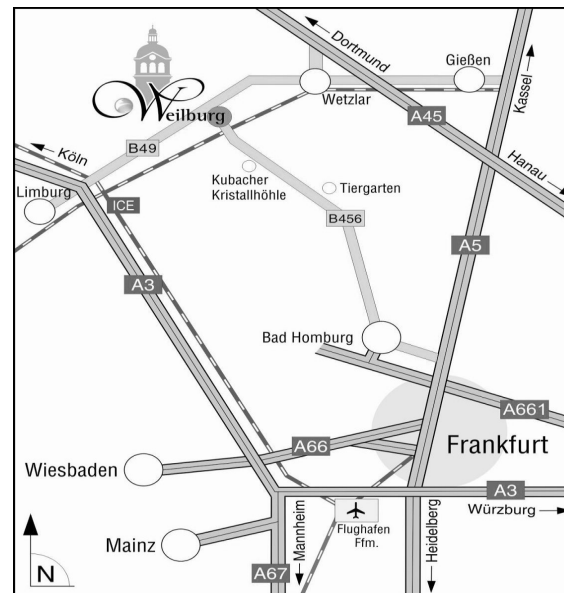 Dortmund
Gießen
Kassel
Wetzlar
Weilburg
A45
Köln
B49
Hanau
Kubacher
Kristallhöhle
Tiergarten
Limburg
ICE
B456
A5
A3
Bad Homburg
A661
A66
Frankfurt
Wiesbaden
A3
Würzburg
Flughafen
Ffm.
Mannheim
Heidelberg
Mainz
A67
N